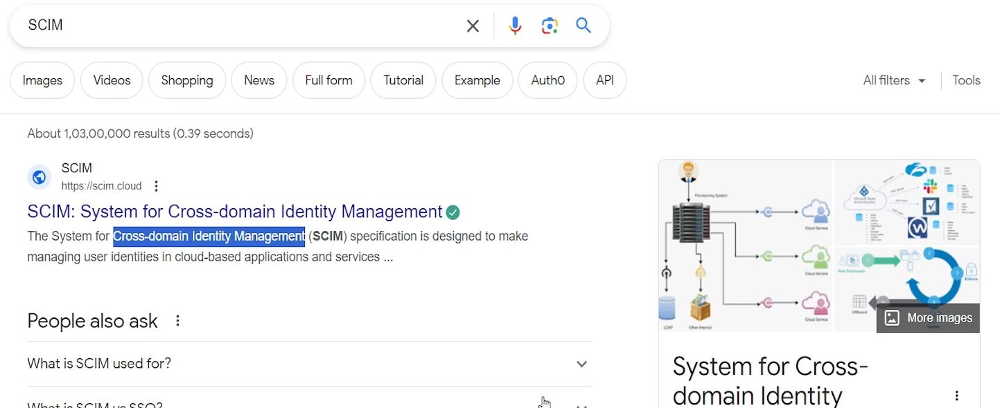 SCIM
Images
Videos
Shopping
News
Full form
Tutorial
Example
Auth0
API
All filters
Tools
About 1,03,00,000 results (0.39 seconds)
SCIM
https://scim.cloud
SCIM: System for Cross-domain Identity Management
The System for Cross-domain Identity Management (SCIM) specification is designed to make
managing user identities in cloud-based applications and services ...
People also ask
What is SCIM used for?
What is SCIM vs SSO?
Provisioning System
Cloud Service
Cloud Service
Cloud Service
LDAP
Other Internal
Microsoft Azure
Active Directory
New Employees
Enforce
Offboard
More images
System for Cross-
domain Identity